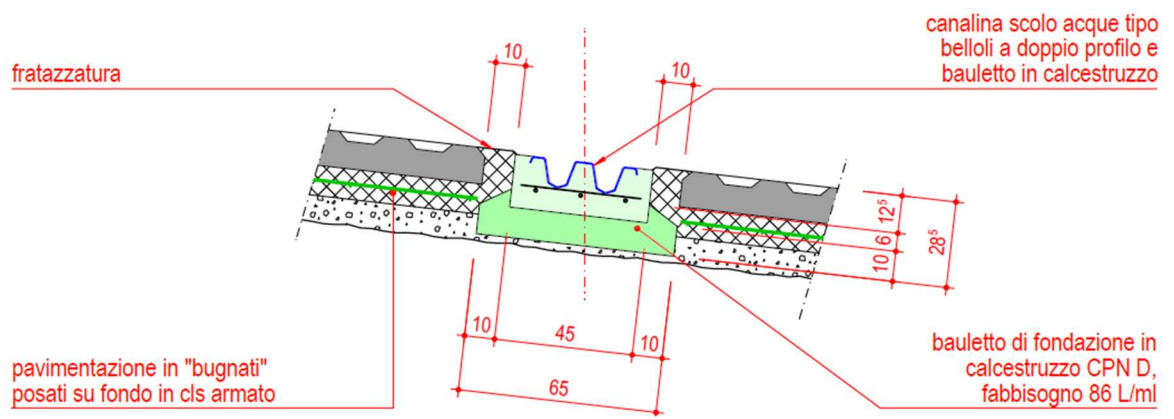 canalina scolo acque tipo
belloli a doppio profilo e
bauletto in calcestruzzo
fratazzatura
10
10
12⁵
6
10
28⁵
10
45
10
65
pavimentazione in "bugnati"
posati su fondo in cls armato
bauletto di fondazione in
calcestruzzo CPN D,
fabbisogno 86 L/ml